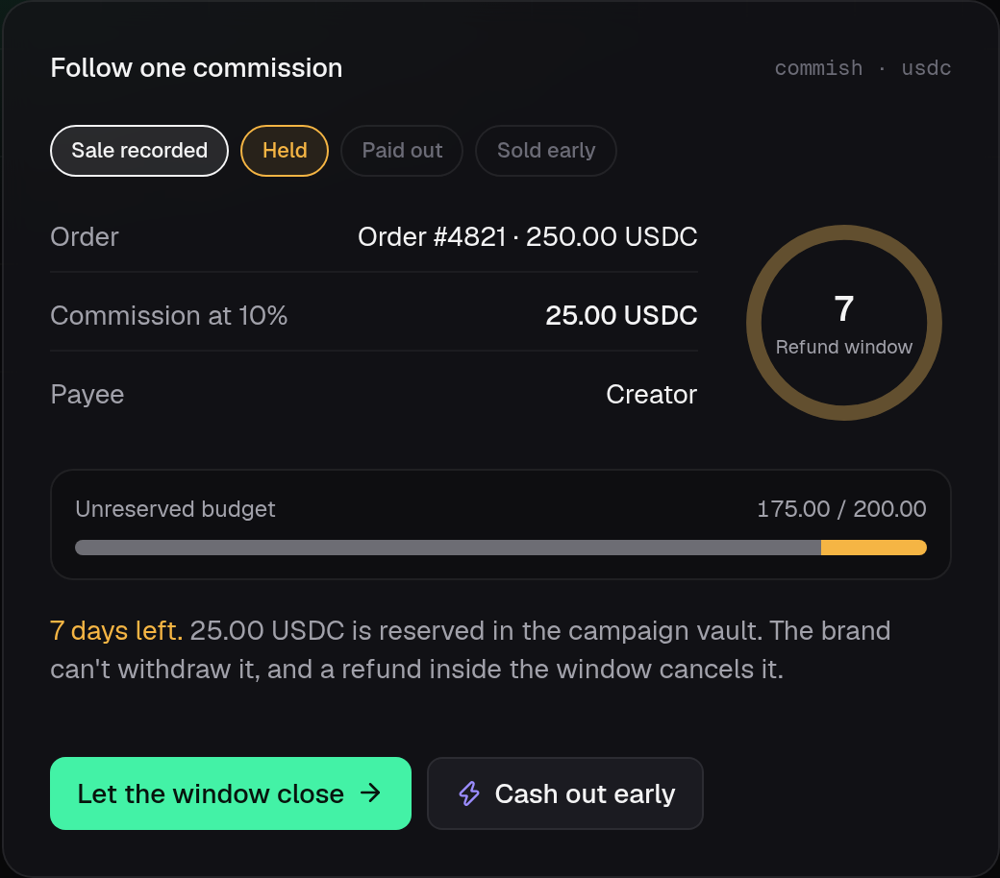 Follow one commission
commish · usdc
Sale recorded
Held
Paid out
Sold early
Order
Order #4821 · 250.00 USDC
Commission at 10%
25.00 USDC
Payee
Creator
7
Refund window
Unreserved budget
175.00 / 200.00
7 days left. 25.00 USDC is reserved in the campaign vault. The brand
can't withdraw it, and a refund inside the window cancels it.
Let the window close →
Cash out early